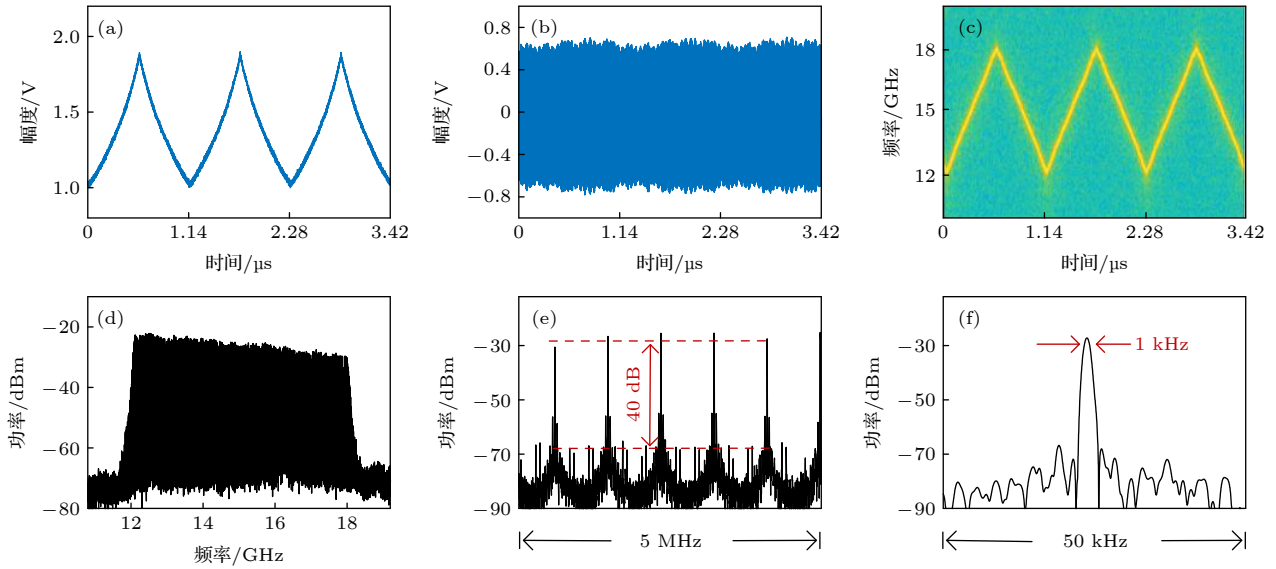 (a)
2.0
1.5
1.0
幅度/V
0
1.14
2.28
3.42
时间/μs
(b)
0.8
0.4
0
−0.4
−0.8
幅度/V
0
1.14
2.28
3.42
时间/μs
(c)
18
15
12
频率/GHz
0
1.14
2.28
3.42
时间/μs
(d)
−20
−40
−60
−80
功率/dBm
12
14
16
18
频率/GHz
(e)
−30
−50
−70
−90
功率/dBm
40 dB
5 MHz
(f)
−30
−50
−70
−90
功率/dBm
1 kHz
50 kHz